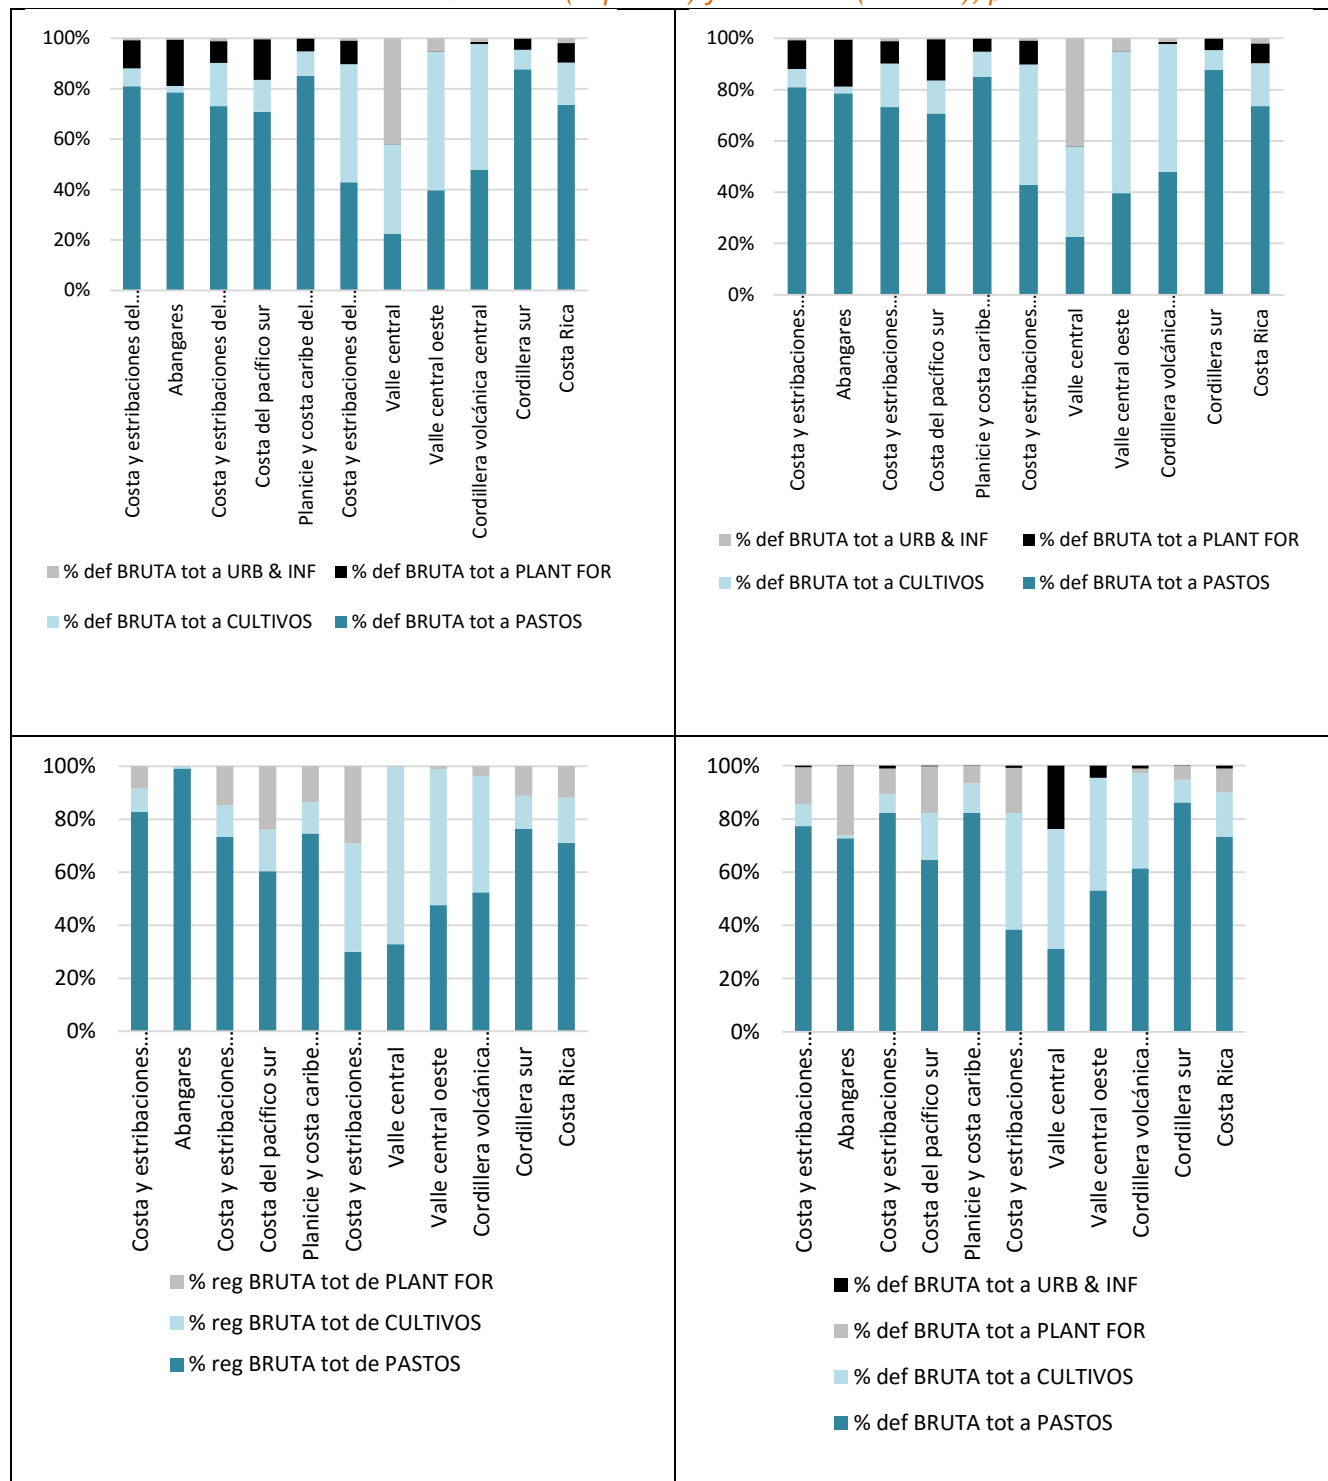 100%
80%
60%
40%
20%
0%
Costa y estribaciones del…
Abangares
Costa y estribaciones del…
Costa del pacífico sur
Planicie y costa caribe del…
Costa y estribaciones del…
Valle central
Valle central oeste
Cordillera volcánica central
Cordillera sur
Costa Rica
% def BRUTA tot a URB & INF
% def BRUTA tot a PLANT FOR
% def BRUTA tot a CULTIVOS
% def BRUTA tot a PASTOS
100%
80%
60%
40%
20%
0%
Costa y estribaciones…
Abangares
Costa y estribaciones…
Costa del pacífico sur
Planicie y costa caribe…
Costa y estribaciones…
Valle central
Valle central oeste
Cordillera volcánica…
Cordillera sur
Costa Rica
% def BRUTA tot a URB & INF
% def BRUTA tot a PLANT FOR
% def BRUTA tot a CULTIVOS
% def BRUTA tot a PASTOS
100%
80%
60%
40%
20%
0%
Costa y estribaciones…
Abangares
Costa y estribaciones…
Costa del pacífico sur
Planicie y costa caribe…
Costa y estribaciones…
Valle central
Valle central oeste
Cordillera volcánica…
Cordillera sur
Costa Rica
% reg BRUTA tot de PLANT FOR
% reg BRUTA tot de CULTIVOS
% reg BRUTA tot de PASTOS
100%
80%
60%
40%
20%
0%
Costa y estribaciones…
Abangares
Costa y estribaciones…
Costa del pacífico sur
Planicie y costa caribe…
Costa y estribaciones…
Valle central
Valle central oeste
Cordillera volcánica…
Cordillera sur
Costa Rica
% def BRUTA tot a URB & INF
% def BRUTA tot a PLANT FOR
% def BRUTA tot a CULTIVOS
% def BRUTA tot a PASTOS